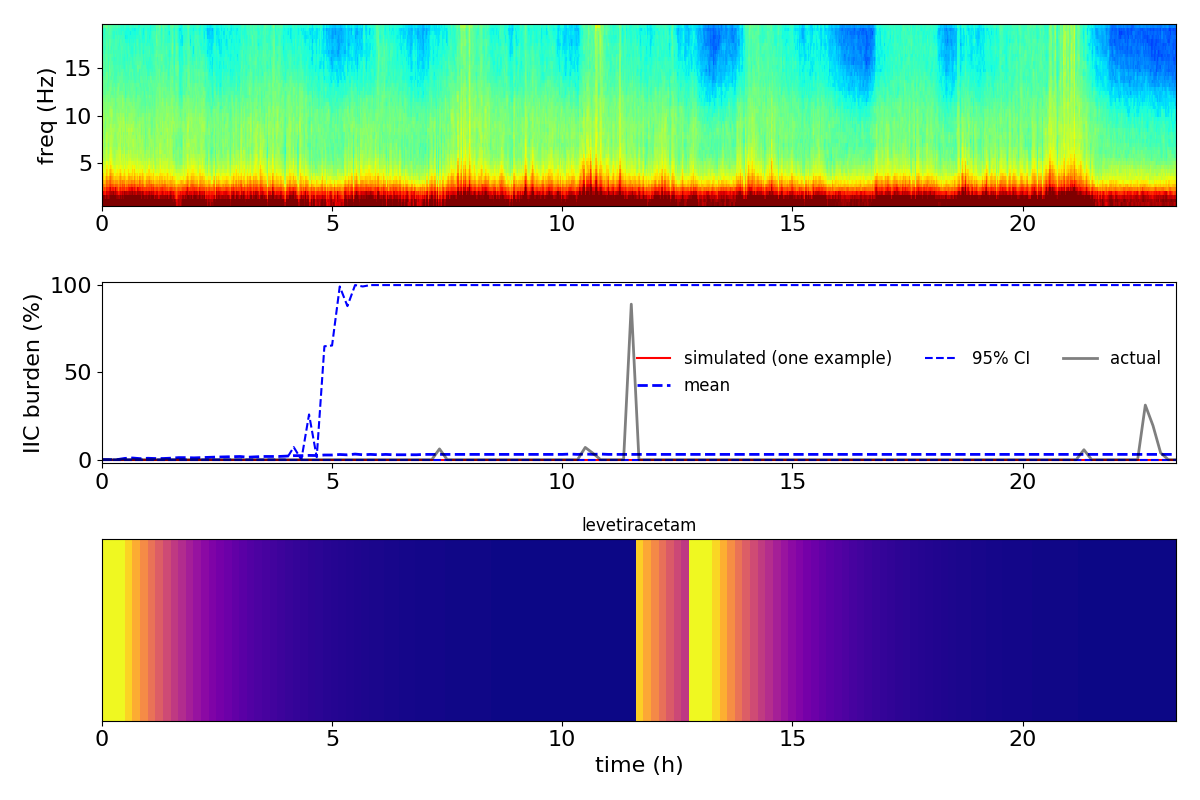 freq (Hz)
15
10
5
0 5 10 15 20
IIC burden (%)
100
50
0
simulated (one example) 95% CI actual
mean
0 5 10 15 20
levetiracetam
0 5 10 15 20
time (h)